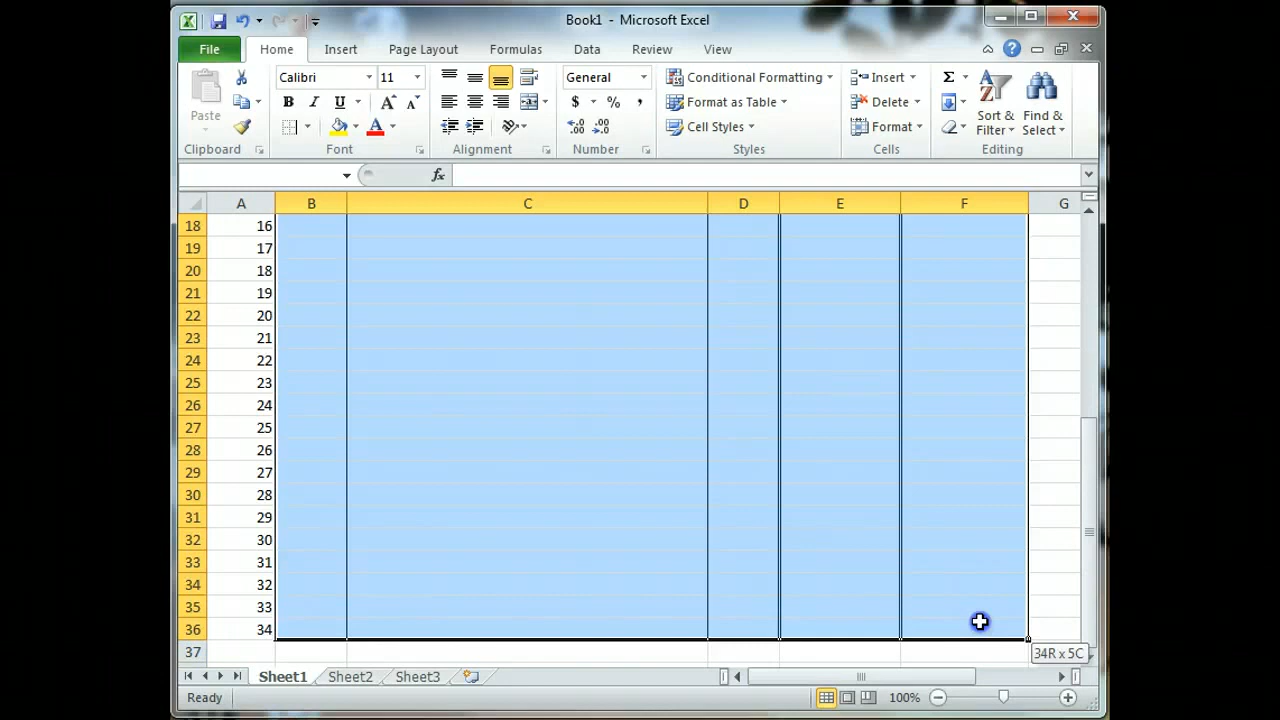 Book1 - Microsoft Excel
File Home Insert Page Layout Formulas Data Review View
Calibri 11 General Conditional Formatting Insert Σ
B I U A A $ % , Format as Table Delete
Paste A Cell Styles Format Sort & Filter Find & Select
Clipboard Font Alignment Number Styles Cells Editing
fx
A B C D E F G
18 16
19 17
20 18
21 19
22 20
23 21
24 22
25 23
26 24
27 25
28 26
29 27
30 28
31 29
32 30
33 31
34 32
35 33
36 34
37
34R x 5C
Sheet1 Sheet2 Sheet3
Ready 100%